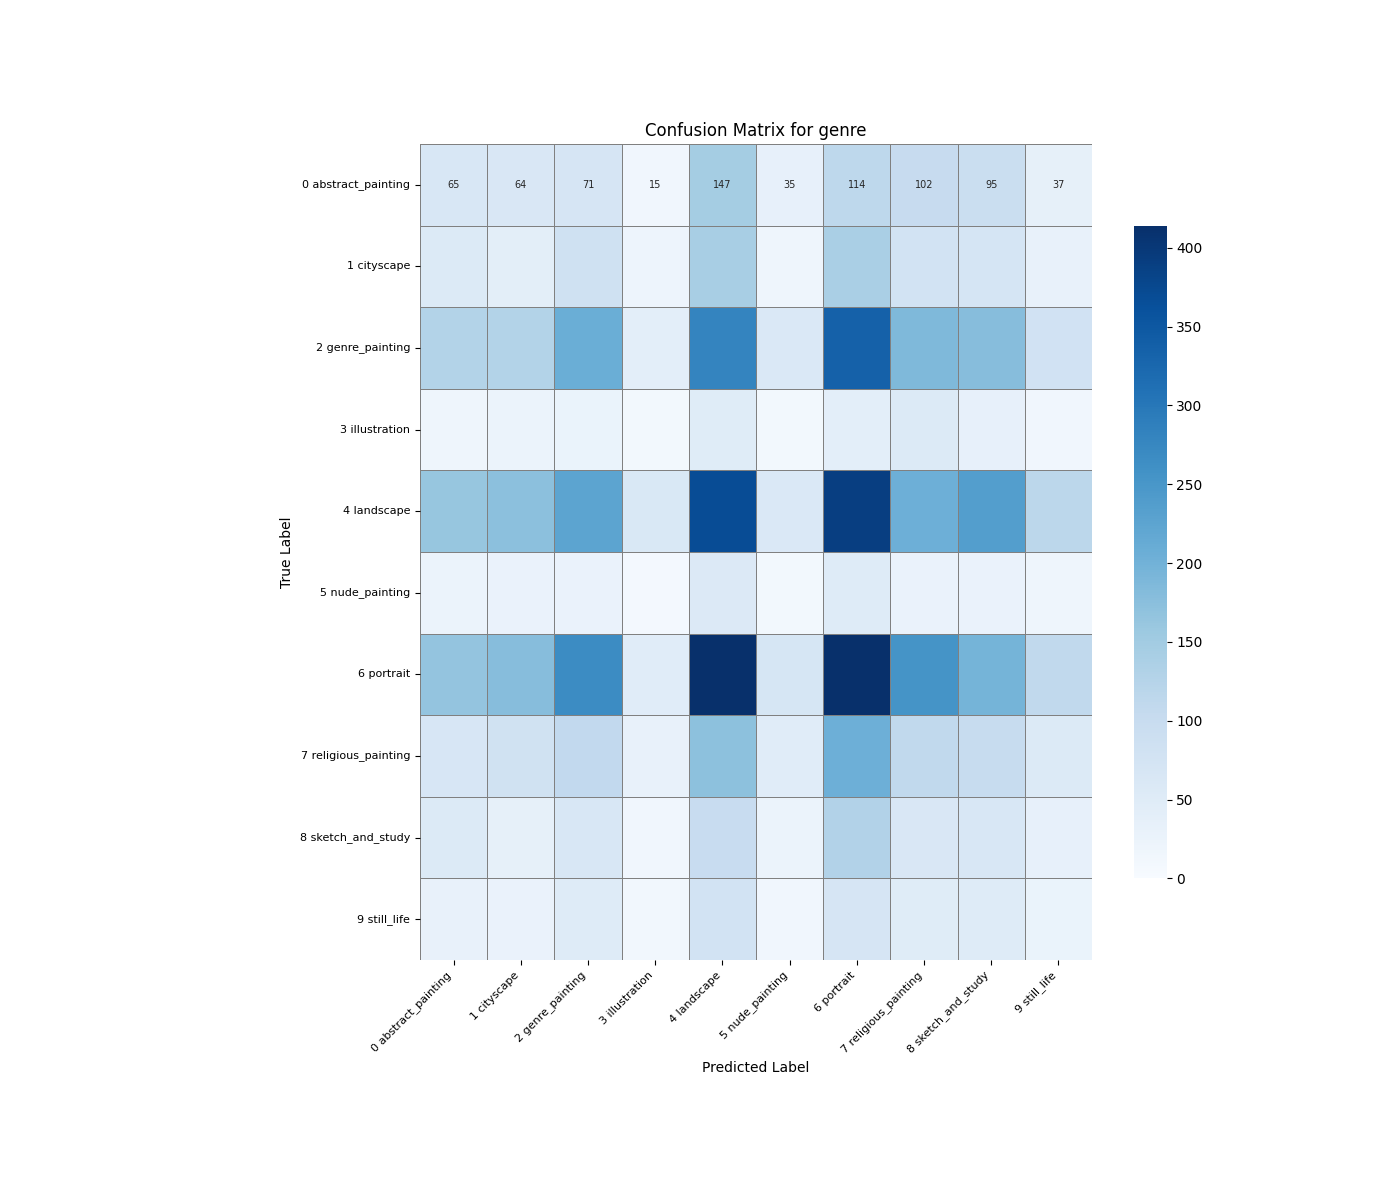 Confusion Matrix for genre
0 abstract_painting
65 64 71 15 147 35 114 102 95 37
1 cityscape
2 genre_painting
3 illustration
4 landscape
5 nude_painting
6 portrait
7 religious_painting
8 sketch_and_study
9 still_life
True Label
0 abstract_painting
1 cityscape
2 genre_painting
3 illustration
4 landscape
5 nude_painting
6 portrait
7 religious_painting
8 sketch_and_study
9 still_life
Predicted Label
400
350
300
250
200
150
100
50
0